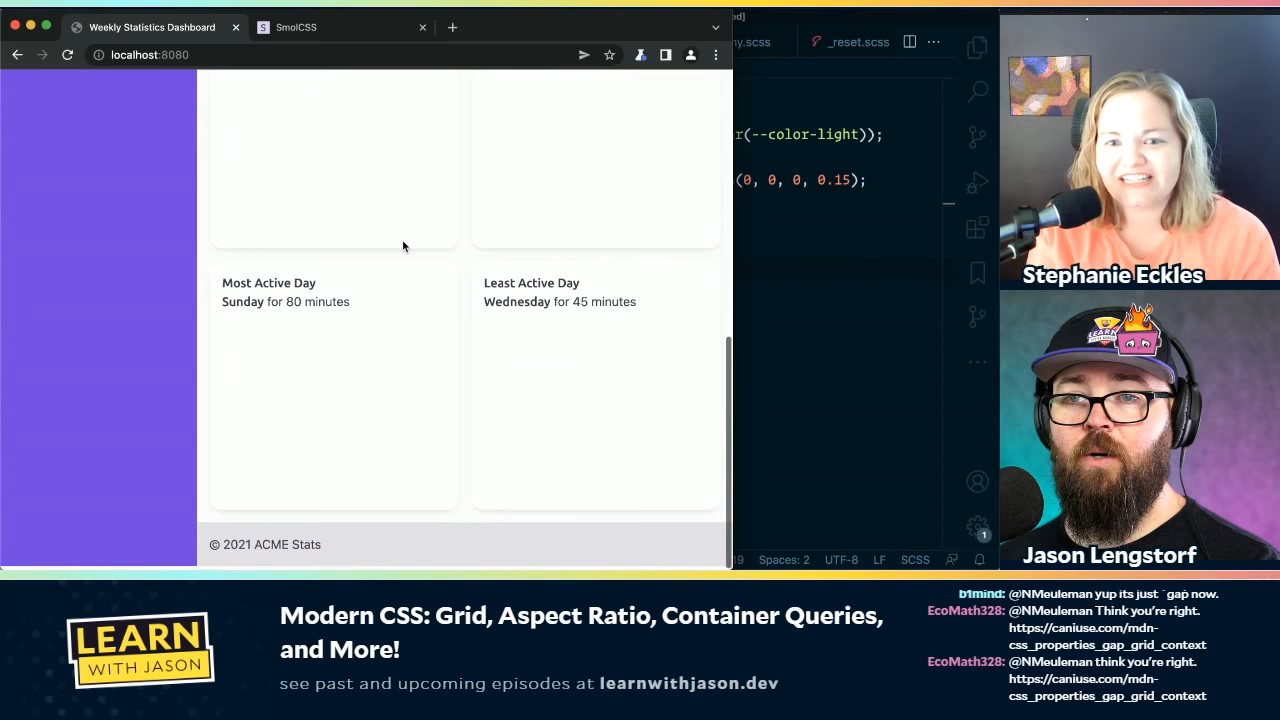 Weekly Statistics Dashboard
SmolCSS
localhost:8080
ny.scss
_reset.scss
r(--color-light));
(0, 0, 0, 0.15);
Most Active Day
Sunday for 80 minutes
Least Active Day
Wednesday for 45 minutes
© 2021 ACME Stats
Spaces: 2
UTF-8
LF
SCSS
1
Stephanie Eckles
LEARN
Jason Lengstorf
LEARN
WITH JASON
Modern CSS: Grid, Aspect Ratio, Container Queries,
and More!
see past and upcoming episodes at learnwithjason.dev
b1mind: @NMeuleman yup its just `gap now.
EcoMath328: @NMeuleman Think you're right.
https://caniuse.com/mdn-
css_properties_gap_grid_context
EcoMath328: @NMeuleman think you're right.
https://caniuse.com/mdn-
css_properties_gap_grid_context